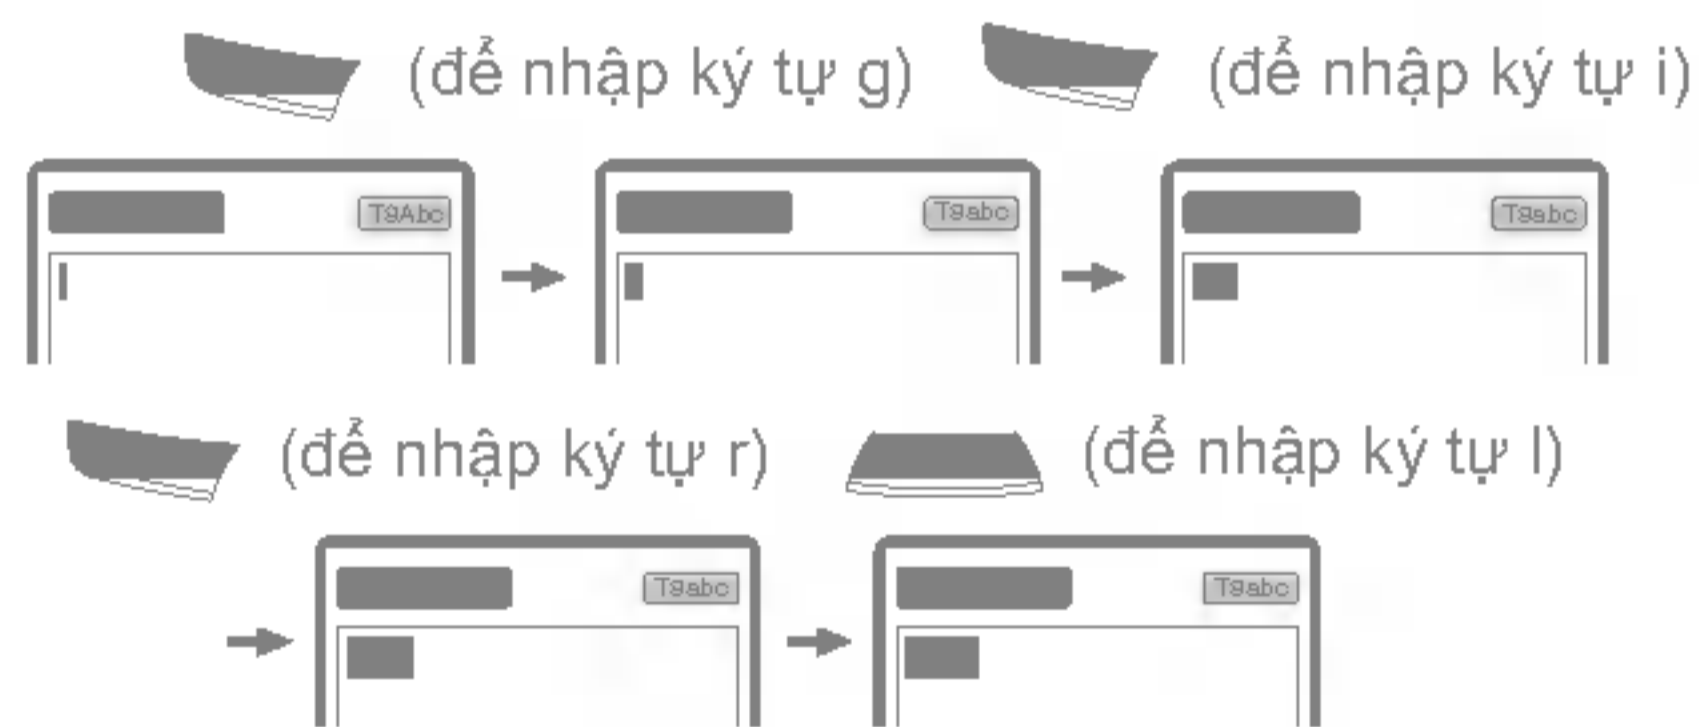 (để nhập ký tự g) (để nhập ký tự i)
T9Abc T9abc T9abc
(để nhập ký tự r) (để nhập ký tự l)
T9abc T9abc